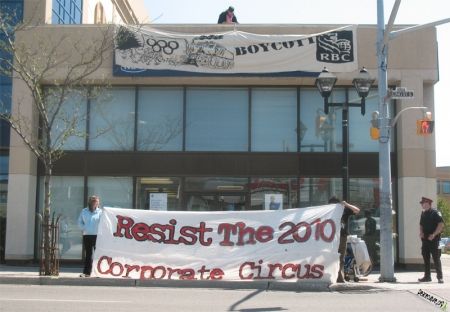 BOYCOTT
RBC
Resist The 2010
Corporate Circus